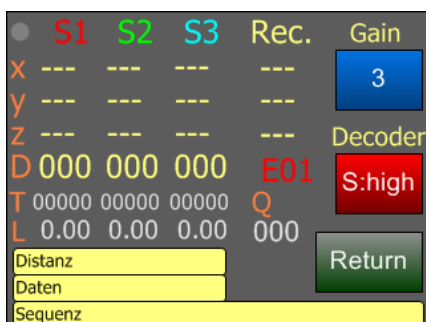 S1 S2 S3 Rec. Gain
x --- --- --- --- 3
y --- --- --- ---
z --- --- --- --- Decoder
D 000 000 000 E01 S:high
T 00000 00000 00000 Q
L 0.00 0.00 0.00 000
Return
Distanz
Daten
Sequenz